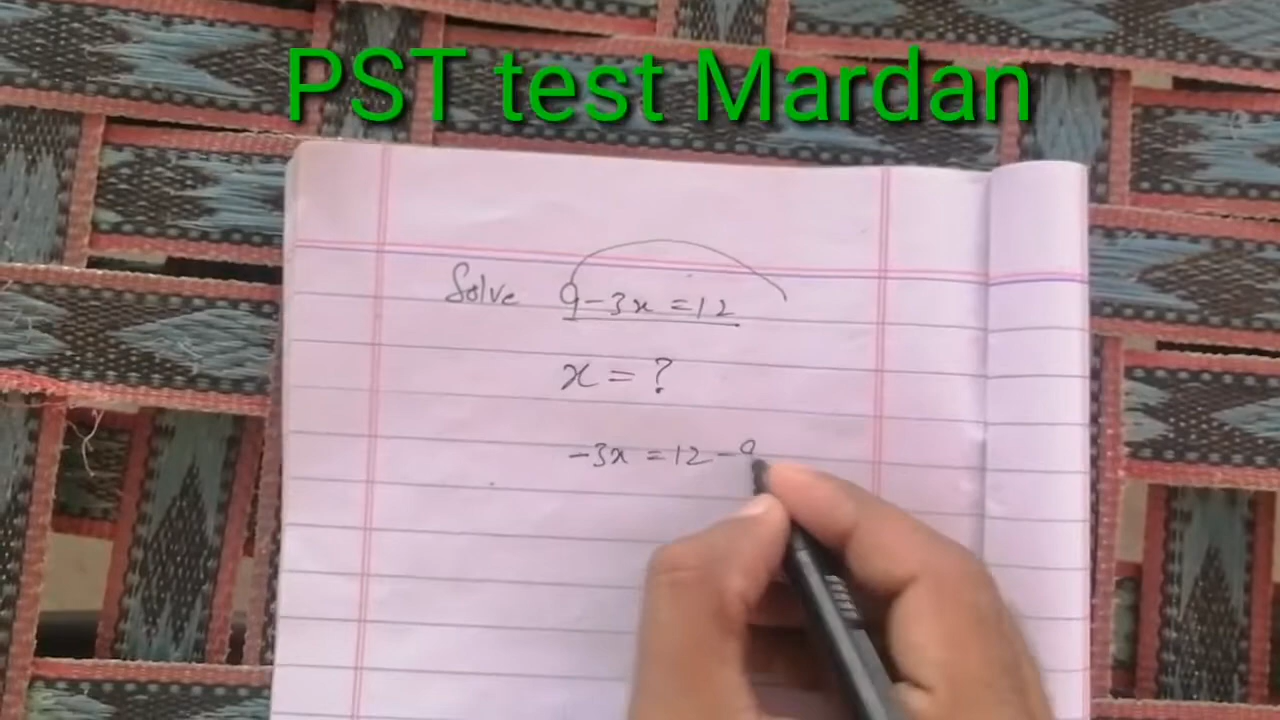 PST test Mardan
Solve 9-3x=12
x = ?
-3x = 12-9